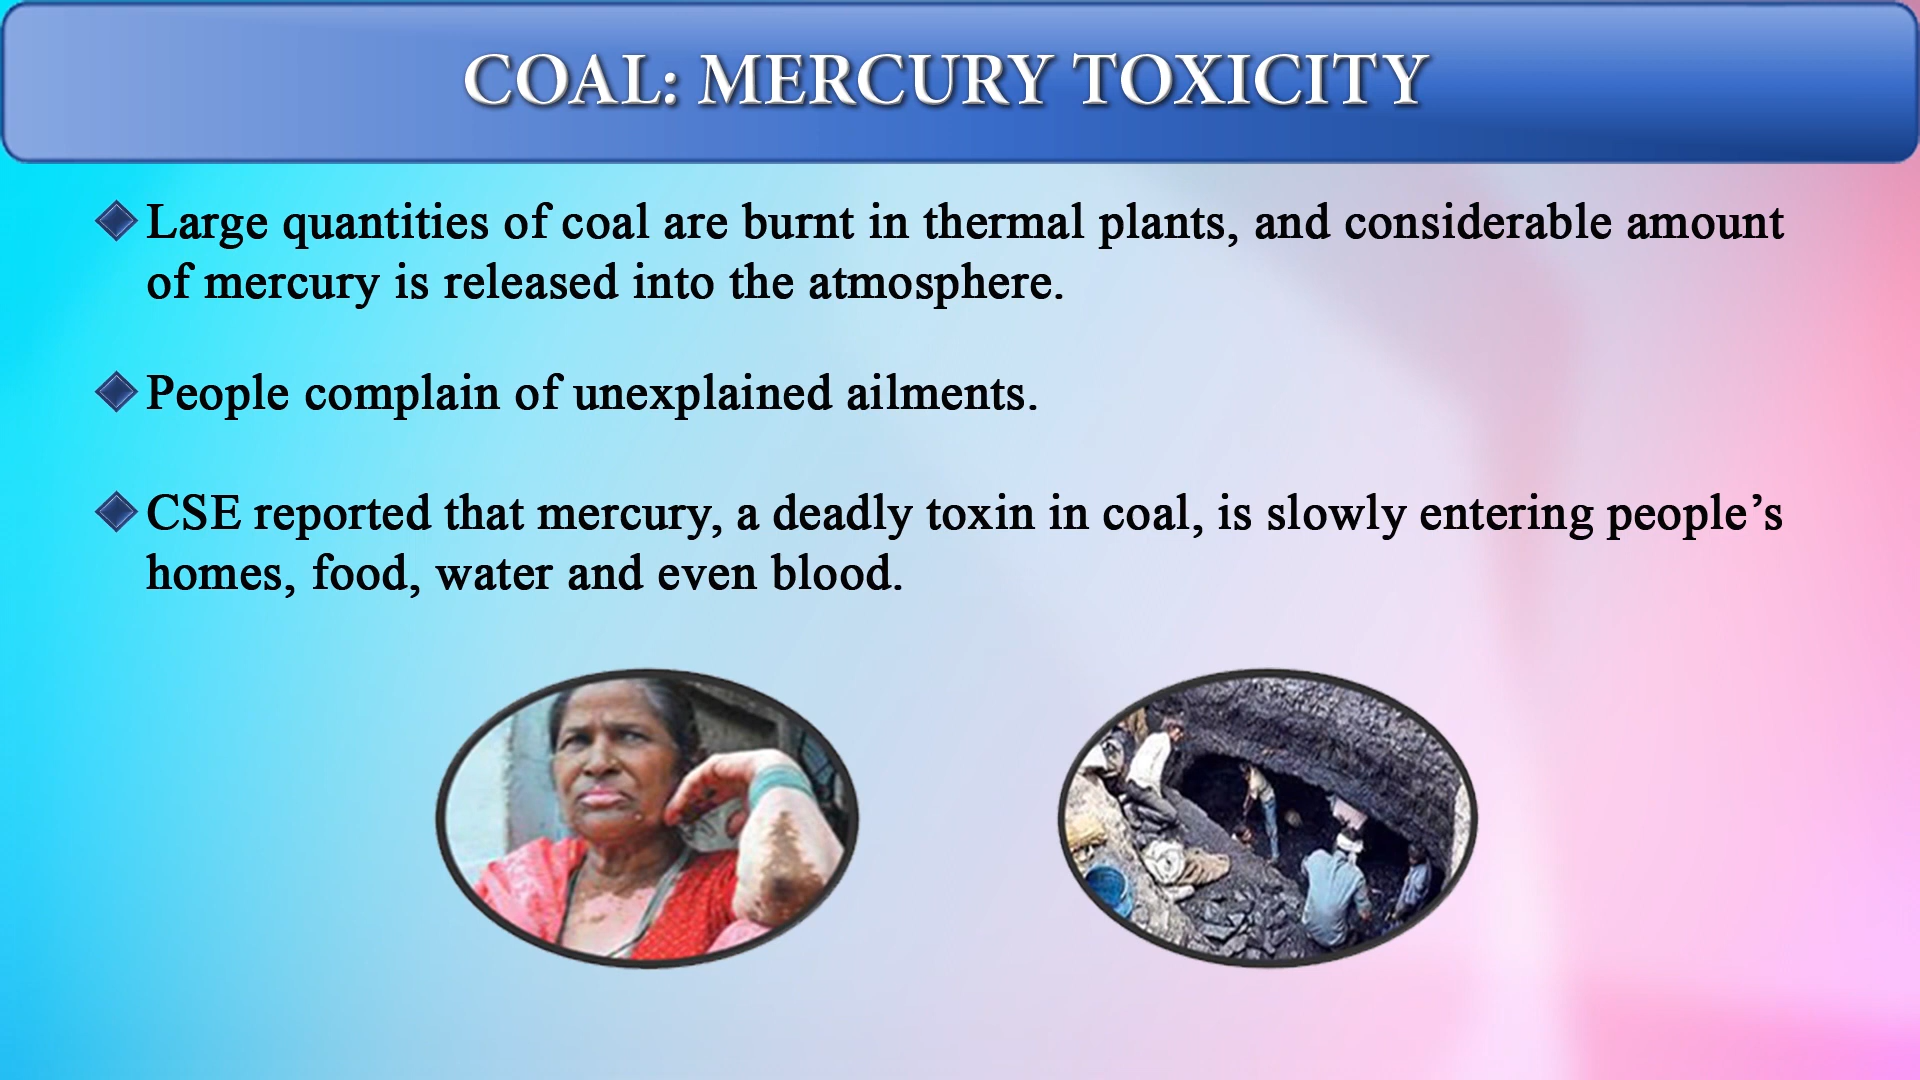 COAL: MERCURY TOXICITY
Large quantities of coal are burnt in thermal plants, and considerable amount
of mercury is released into the atmosphere.
People complain of unexplained ailments.
CSE reported that mercury, a deadly toxin in coal, is slowly entering people’s
homes, food, water and even blood.